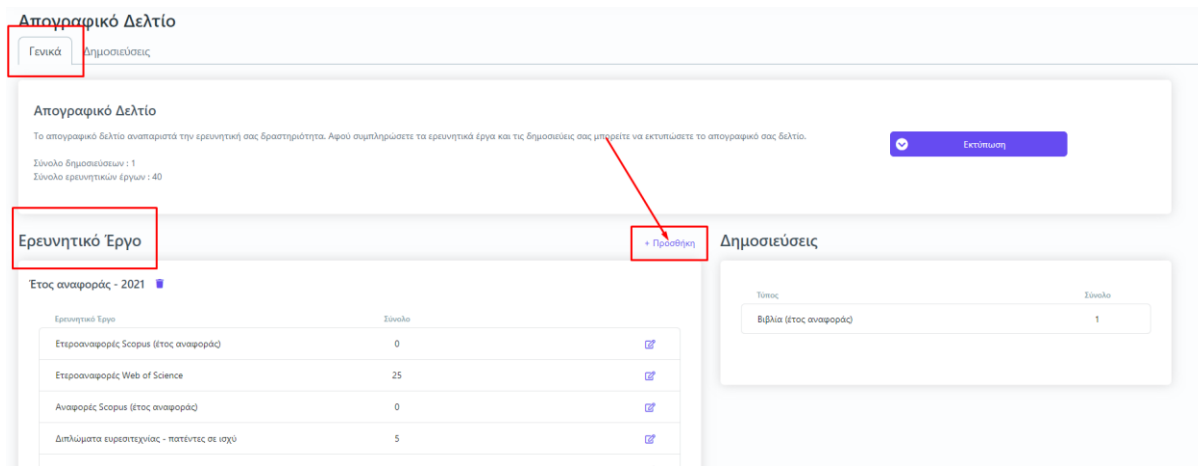 Απογραφικό Δελτίο
Γενικά
Δημοσιεύσεις
Απογραφικό Δελτίο
Το απογραφικό δελτίο αναπαριστά την ερευνητική σας δραστηριότητα. Αφού συμπληρώσετε τα ερευνητικά έργα και τις δημοσιεύεις σας μπορείτε να εκτυπώσετε το απογραφικό σας δελτίο.
Εκτύπωση
Σύνολο δημοσιεύσεων : 1
Σύνολο ερευνητικών έργων : 40
Ερευνητικό Έργο
+ Προσθήκη
Έτος αναφοράς - 2021
Ερευνητικό Έργο Σύνολο
Ετεροαναφορές Scopus (έτος αναφοράς) 0
Ετεροαναφορές Web of Science 25
Αναφορές Scopus (έτος αναφοράς) 0
Διπλώματα ευρεσιτεχνίας - πατέντες σε ισχύ 5
Δημοσιεύσεις
Τύπος Σύνολο
Βιβλία (έτος αναφοράς) 1